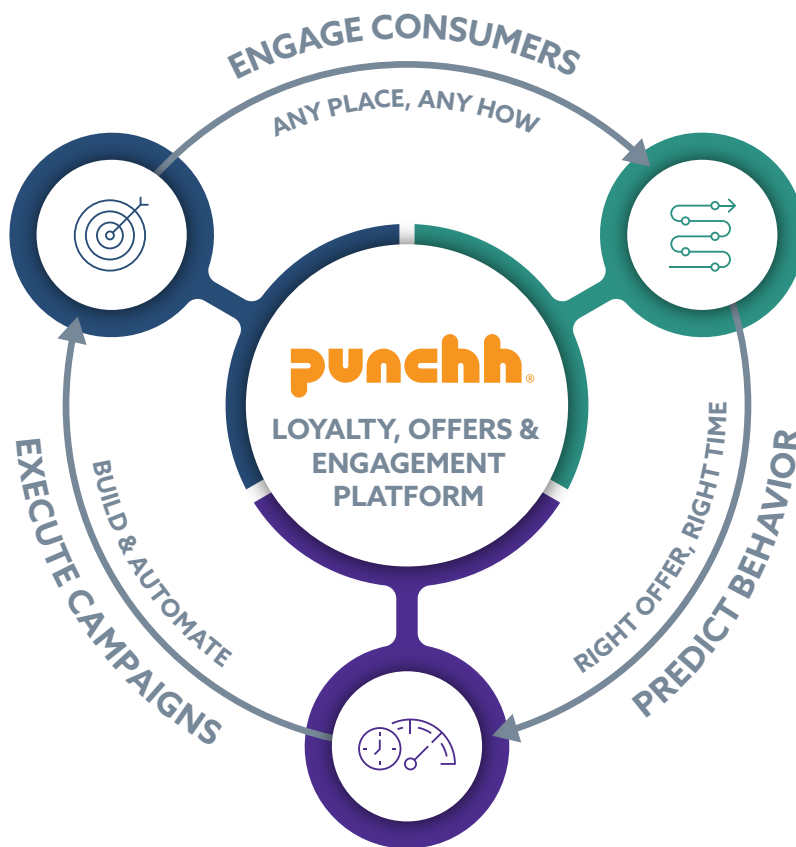 ENGAGE CONSUMERS
ANY PLACE, ANY HOW
punchh®
LOYALTY, OFFERS &
ENGAGEMENT
PLATFORM
RIGHT OFFER, RIGHT TIME
PREDICT BEHAVIOR
BUILD & AUTOMATE
EXECUTE CAMPAIGNS